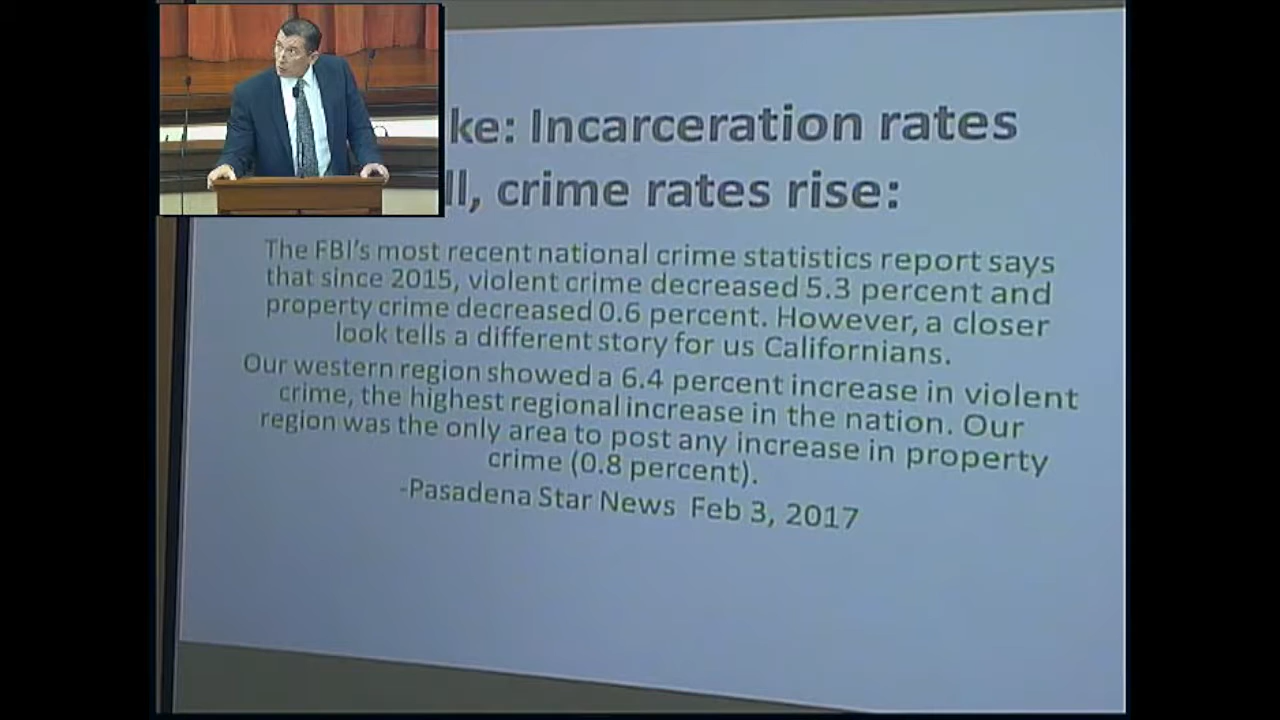 ke: Incarceration rates
ll, crime rates rise:
The FBI's most recent national crime statistics report says
that since 2015, violent crime decreased 5.3 percent and
property crime decreased 0.6 percent. However, a closer
look tells a different story for us Californians.
Our western region showed a 6.4 percent increase in violent
crime, the highest regional increase in the nation. Our
region was the only area to post any increase in property
crime (0.8 percent).
-Pasadena Star News Feb 3, 2017